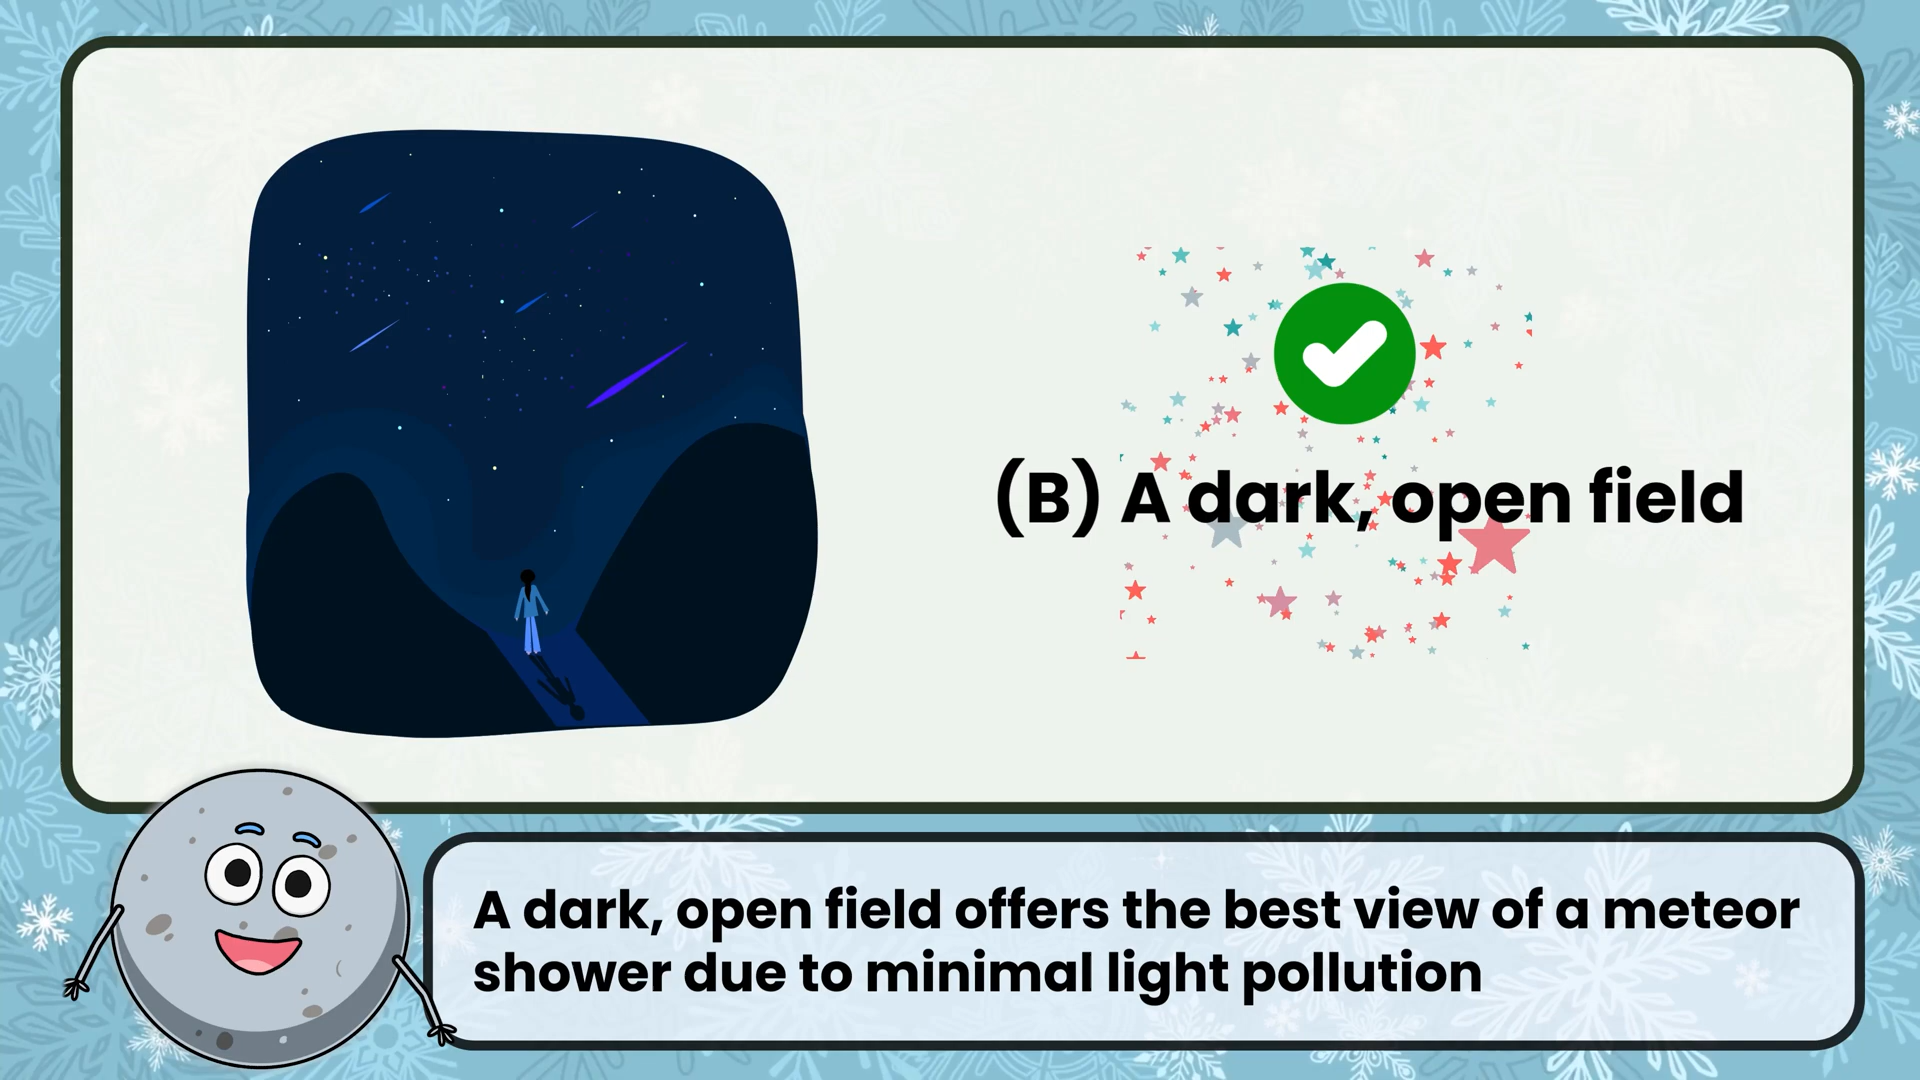 (B) A dark, open field
A dark, open field offers the best view of a meteor
shower due to minimal light pollution